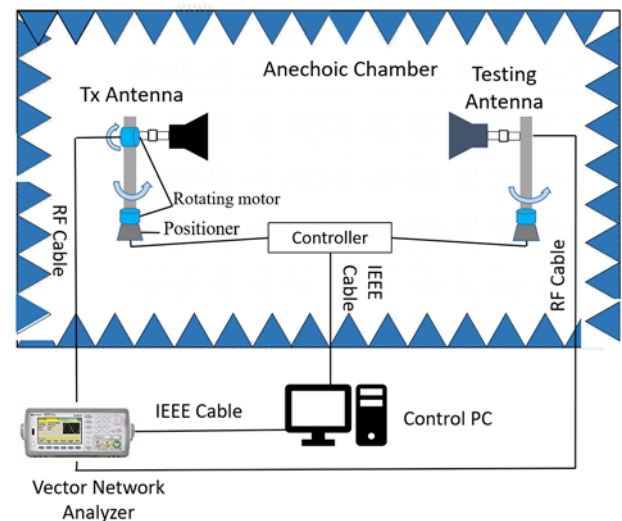 Anechoic Chamber
Testing
Antenna
Tx Antenna
Rotating motor
Positioner
Controller
RF Cable
IEEE
Cable
RF Cable
IEEE Cable
Control PC
Vector Network
Analyzer